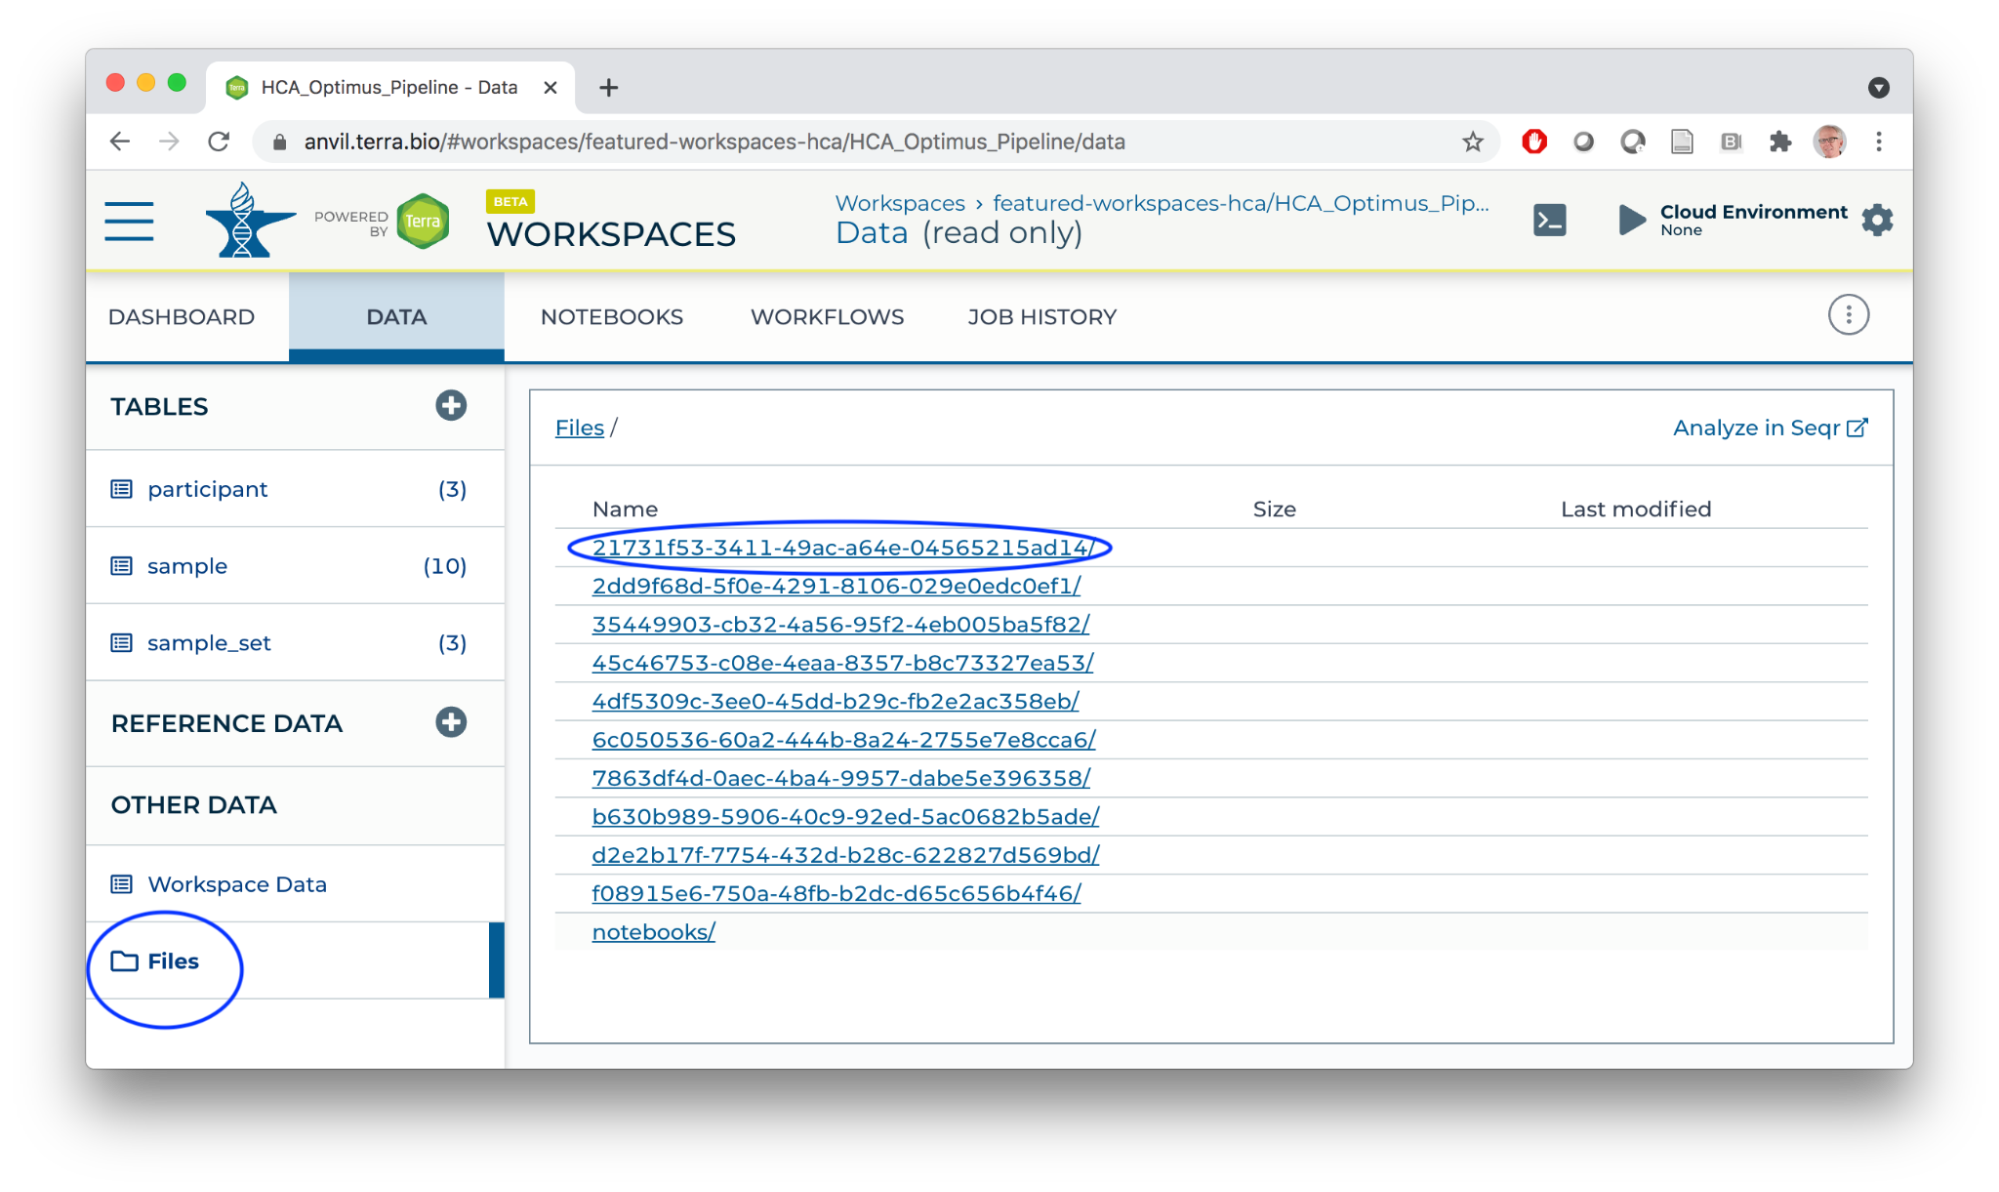 HCA_Optimus_Pipeline - Data
anvil.terra.bio/#workspaces/featured-workspaces-hca/HCA_Optimus_Pipeline/data
POWERED
BY
Terra
BETA
WORKSPACES
Workspaces › featured-workspaces-hca/HCA_Optimus_Pip...
Data (read only)
Cloud Environment
None
DASHBOARD
DATA
NOTEBOOKS
WORKFLOWS
JOB HISTORY
TABLES
participant (3)
sample (10)
sample_set (3)
REFERENCE DATA
OTHER DATA
Workspace Data
Files
Files /
Analyze in Seqr
Name Size Last modified
21731f53-3411-49ac-a64e-04565215ad14/
2dd9f68d-5f0e-4291-8106-029e0edc0ef1/
35449903-cb32-4a56-95f2-4eb005ba5f82/
45c46753-c08e-4eaa-8357-b8c73327ea53/
4df5309c-3ee0-45dd-b29c-fb2e2ac358eb/
6c050536-60a2-444b-8a24-2755e7e8cca6/
7863df4d-0aec-4ba4-9957-dabe5e396358/
b630b989-5906-40c9-92ed-5ac0682b5ade/
d2e2b17f-7754-432d-b28c-622827d569bd/
f08915e6-750a-48fb-b2dc-d65c656b4f46/
notebooks/